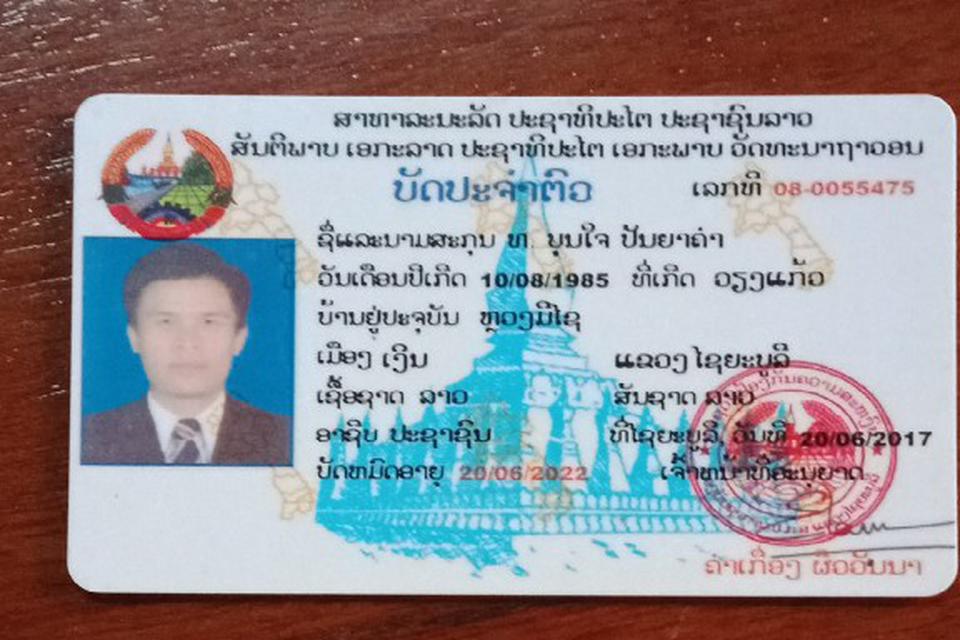 ສາທາລະນະລັດ ປະຊາທິປະໄຕ ປະຊາຊົນລາວ
ສັນຕິພາບ ເອກະລາດ ປະຊາທິປະໄຕ ເອກະພາບ ວັດທະນາຖາວອນ
ບັດປະຈຳຕົວ ເລກທີ 08-0055475
ຊື່ແລະນາມສະກຸນ ທ. ບຸນໃຈ ປັນຍາຄຳ
ວັນເດືອນປີເກີດ 10/08/1985 ທີ່ເກີດ ວຽງແກ້ວ
ບ້ານຢູ່ປະຈຸບັນ ຫຼວງມີໄຊ
ເມືອງ ເງິນ ແຂວງ ໄຊຍະບູລີ
ເຊື້ອຊາດ ລາວ ສັນຊາດ ລາວ
ອາຊິບ ປະຊາຊົນ ທີ່ໄຊຍະບູລີ, ວັນທີ 20/06/2017
ບັດຫມົດອາຍຸ 20/06/2022 ເຈົ້າຫນ້າທີ່ອະນຸຍາດ
ຄຳເກື່ອງ ຜິວວັນນາ